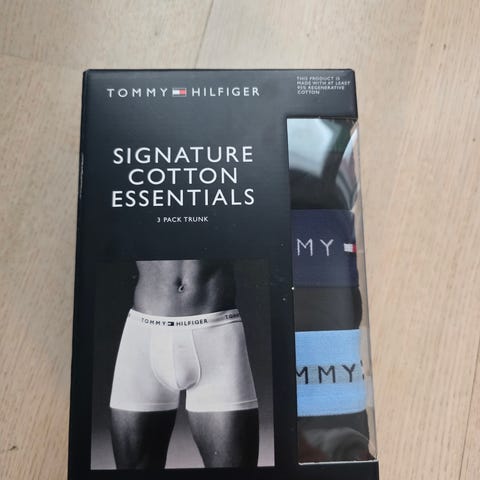 TOMMY HILFIGER
THIS PRODUCT IS
MADE WITH AT LEAST
95% REGENERATIVE
COTTON
SIGNATURE
COTTON
ESSENTIALS
3 PACK TRUNK
MY
TOMMY HILFIGER
TO
MMY